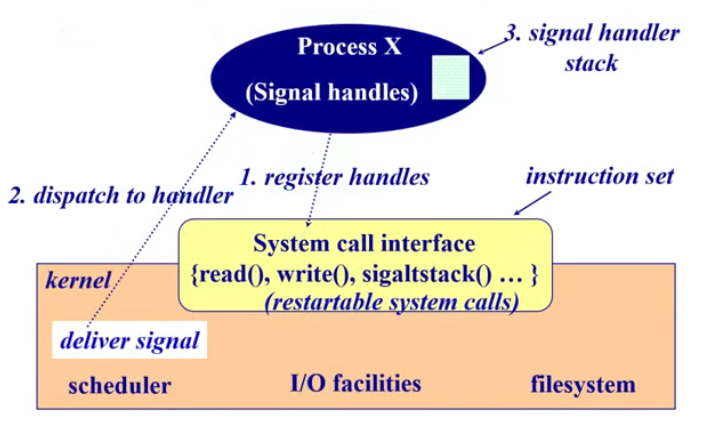 Process X
(Signal handles)
3. signal handler
stack
1. register handles
2. dispatch to handler
instruction set
System call interface
{read(), write(), sigaltstack() … }
(restartable system calls)
kernel
deliver signal
scheduler
I/O facilities
filesystem